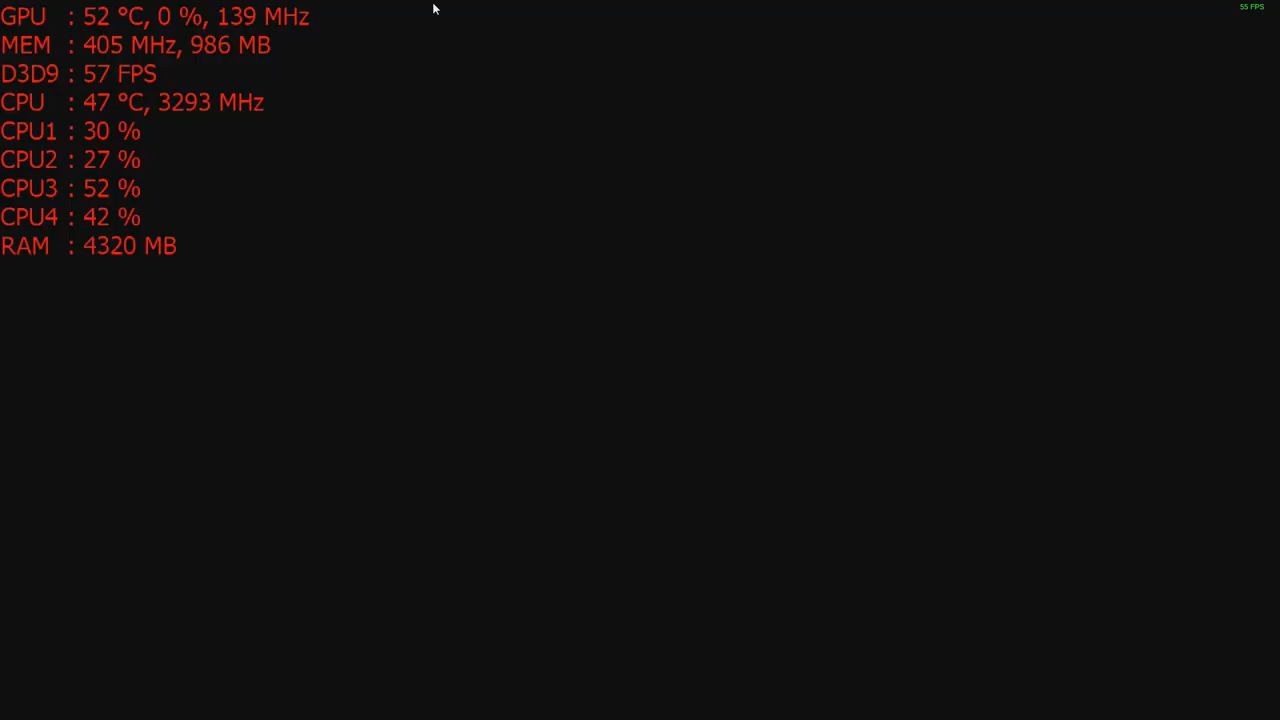 GPU : 52 °C, 0 %, 139 MHz
55 FPS
MEM : 405 MHz, 986 MB
D3D9 : 57 FPS
CPU : 47 °C, 3293 MHz
CPU1 : 30 %
CPU2 : 27 %
CPU3 : 52 %
CPU4 : 42 %
RAM : 4320 MB